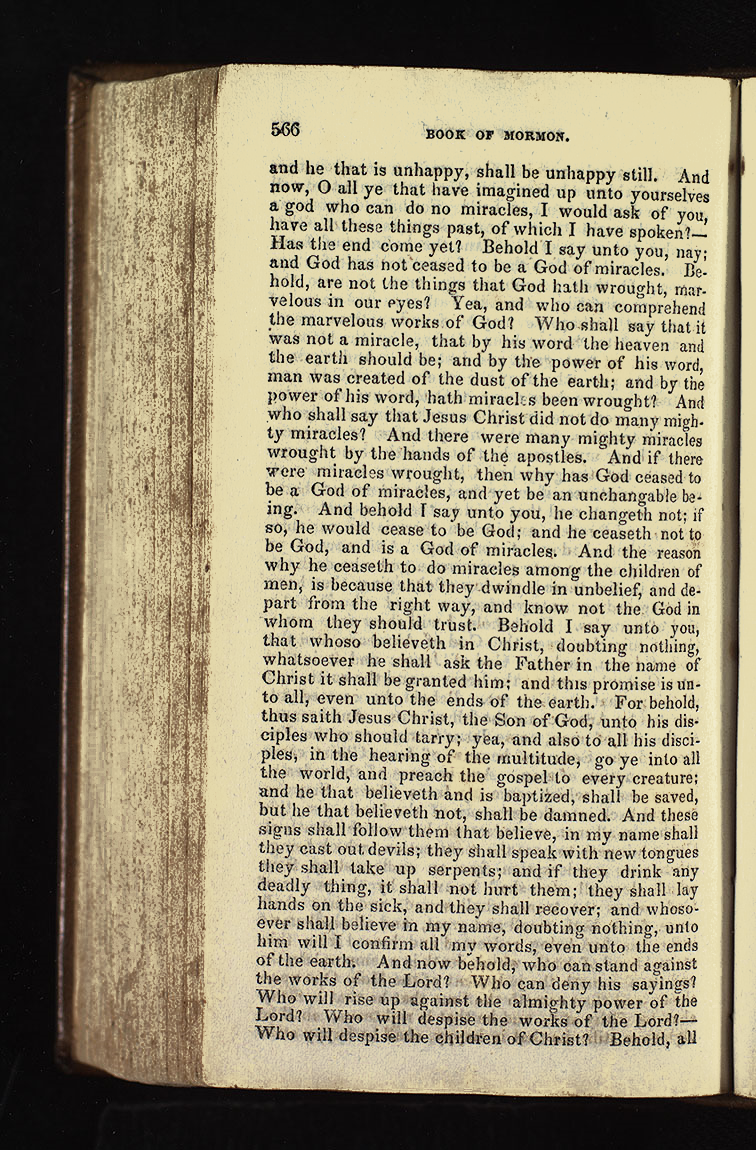 566 BOOK OF MORMON.
and he that is unhappy, shall be unhappy still. And
now, O all ye that have imagined up unto yourselves
a god who can do no miracles, I would ask of you,
have all these things past, of which I have spoken?—
Has the end come yet? Behold I say unto you, nay;
and God has not ceased to be a God of miracles. Be-
hold, are not the things that God hath wrought, mar-
velous in our eyes? Yea, and who can comprehend
the marvelous works of God? Who shall say that it
was not a miracle, that by his word the heaven and
the earth should be; and by the power of his word,
man was created of the dust of the earth; and by the
power of his word, hath miracles been wrought? And
who shall say that Jesus Christ did not do many migh-
ty miracles? And there were many mighty miracles
wrought by the hands of the apostles. And if there
were miracles wrought, then why has God ceased to
be a God of miracles, and yet be an unchangable be-
ing. And behold I say unto you, he changeth not; if
so, he would cease to be God; and he ceaseth not to
be God, and is a God of miracles. And the reason
why he ceaseth to do miracles among the children of
men, is because that they dwindle in unbelief, and de-
part from the right way, and know not the God in
whom they should trust. Behold I say unto you,
that whoso believeth in Christ, doubting nothing,
whatsoever he shall ask the Father in the name of
Christ it shall be granted him; and this promise is un-
to all, even unto the ends of the earth. For behold,
thus saith Jesus Christ, the Son of God, unto his dis-
ciples who should tarry; yea, and also to all his disci-
ples, in the hearing of the multitude, go ye into all
the world, and preach the gospel to every creature;
and he that believeth and is baptized, shall be saved,
but he that believeth not, shall be damned. And these
signs shall follow them that believe, in my name shall
they cast out devils; they shall speak with new tongues
they shall take up serpents; and if they drink any
deadly thing, it shall not hurt them; they shall lay
hands on the sick, and they shall recover; and whoso-
ever shall believe in my name, doubting nothing, unto
him will I confirm all my words, even unto the ends
of the earth. And now behold, who can stand against
the works of the Lord? Who can deny his sayings?
Who will rise up against the almighty power of the
Lord? Who will despise the works of the Lord?—
Who will despise the children of Christ? Behold, all